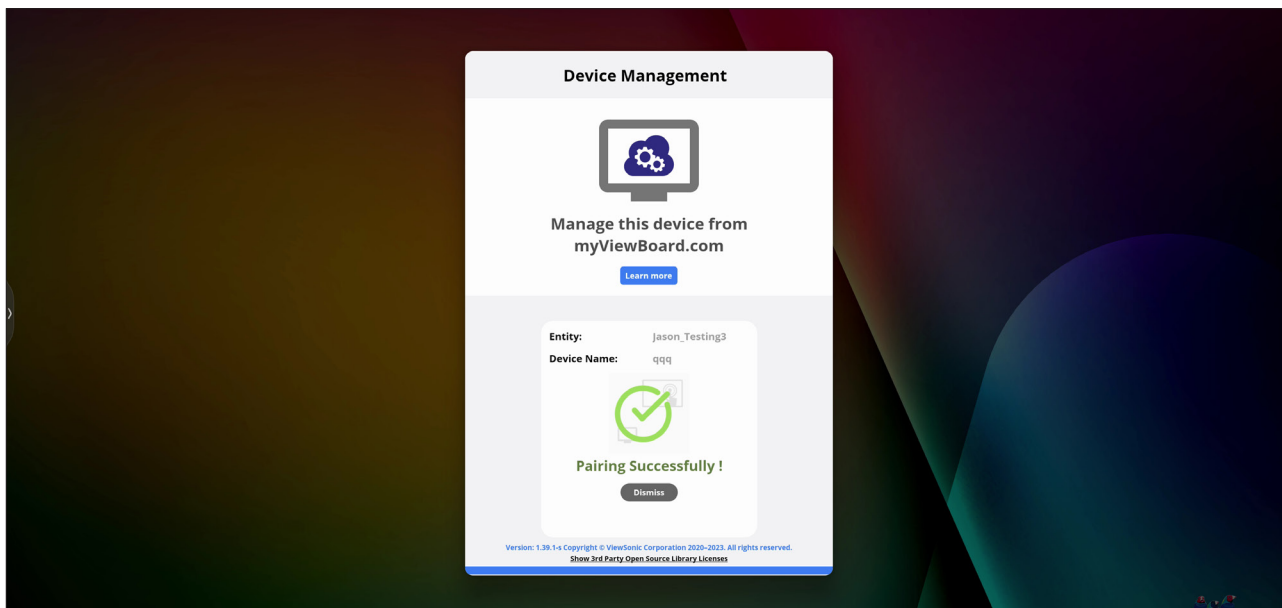 Device Management
Manage this device from
myViewBoard.com
Learn more
Entity: Jason_Testing3
Device Name: qqq
Pairing Successfully !
Dismiss
Version: 1.39.1-s Copyright © ViewSonic Corporation 2020–2023. All rights reserved.
Show 3rd Party Open Source Library Licenses